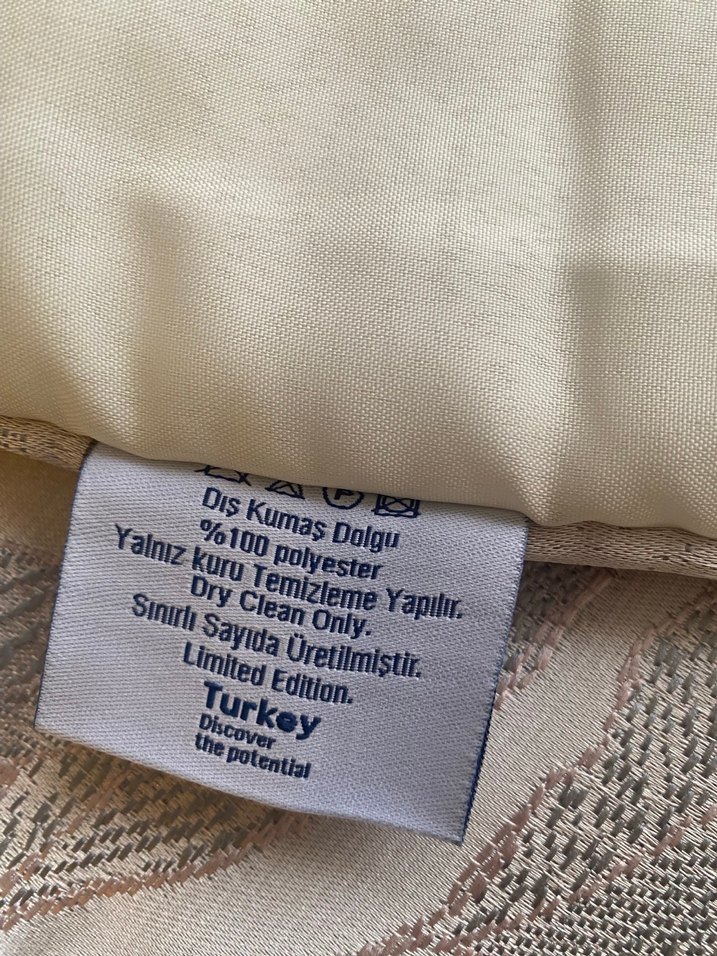 P
Dış Kumaş Dolgu
%100 polyester
Yalnız kuru Temizleme Yapılır.
Dry Clean Only.
Sınırlı Sayıda Üretilmiştir.
Limited Edition.
Turkey
Discover
the potential